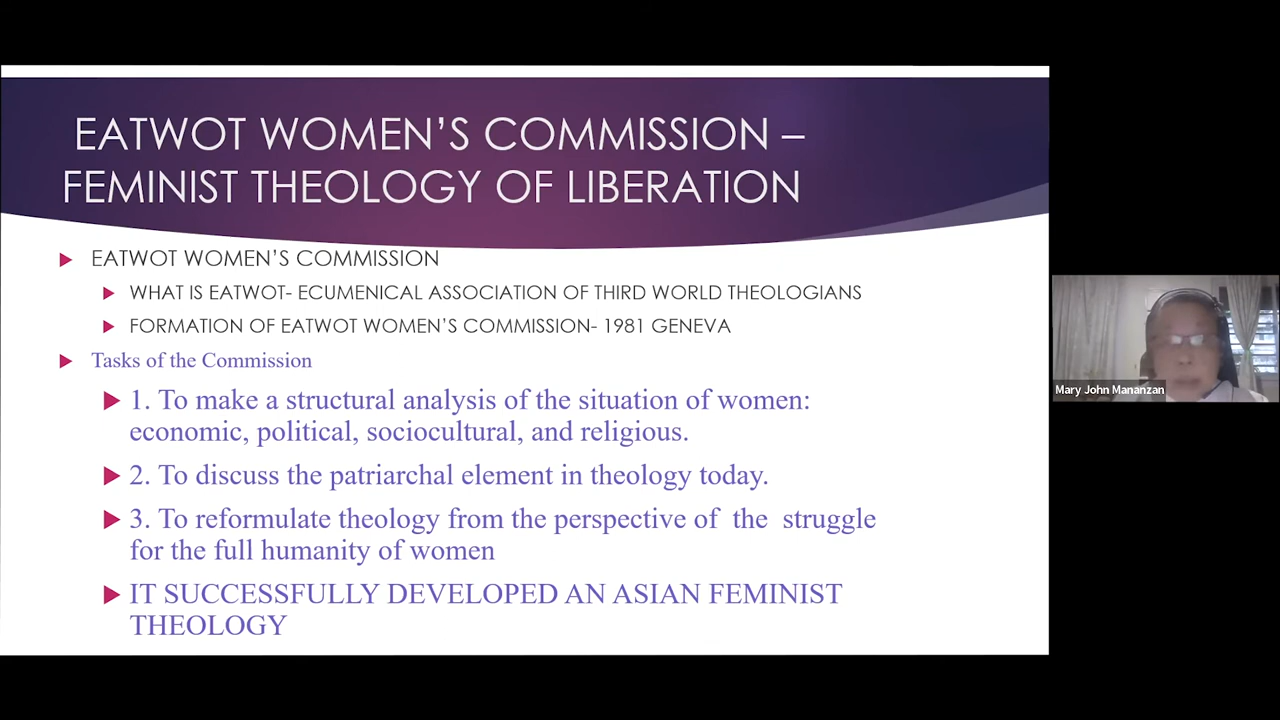 EATWOT WOMEN’S COMMISSION –
FEMINIST THEOLOGY OF LIBERATION
EATWOT WOMEN’S COMMISSION
WHAT IS EATWOT- ECUMENICAL ASSOCIATION OF THIRD WORLD THEOLOGIANS
FORMATION OF EATWOT WOMEN’S COMMISSION- 1981 GENEVA
Tasks of the Commission
1. To make a structural analysis of the situation of women:
economic, political, sociocultural, and religious.
2. To discuss the patriarchal element in theology today.
3. To reformulate theology from the perspective of the struggle
for the full humanity of women
IT SUCCESSFULLY DEVELOPED AN ASIAN FEMINIST
THEOLOGY
Mary John Mananzan